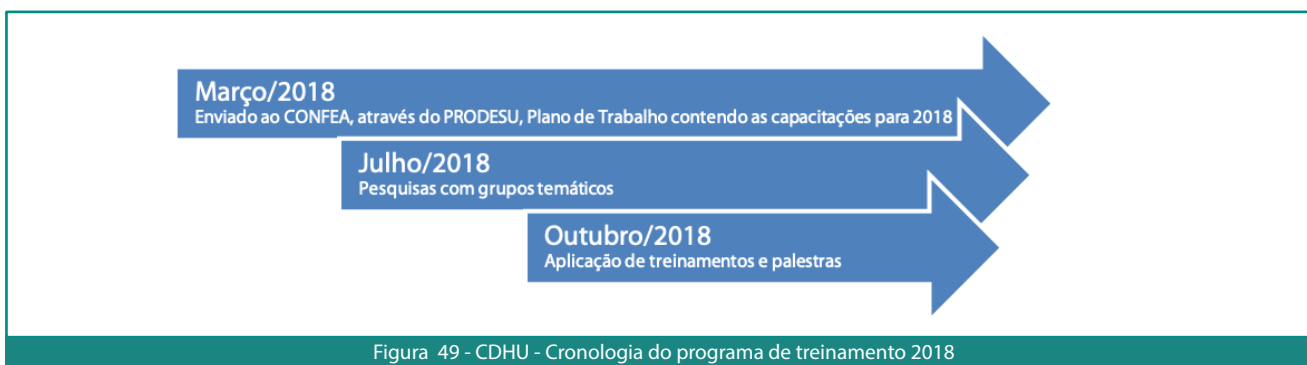 Março/2018
Enviado ao CONFEA, através do PRODESU, Plano de Trabalho contendo as capacitações para 2018
Julho/2018
Pesquisas com grupos temáticos
Outubro/2018
Aplicação de treinamentos e palestras
Figura 49 - CDHU - Cronologia do programa de treinamento 2018